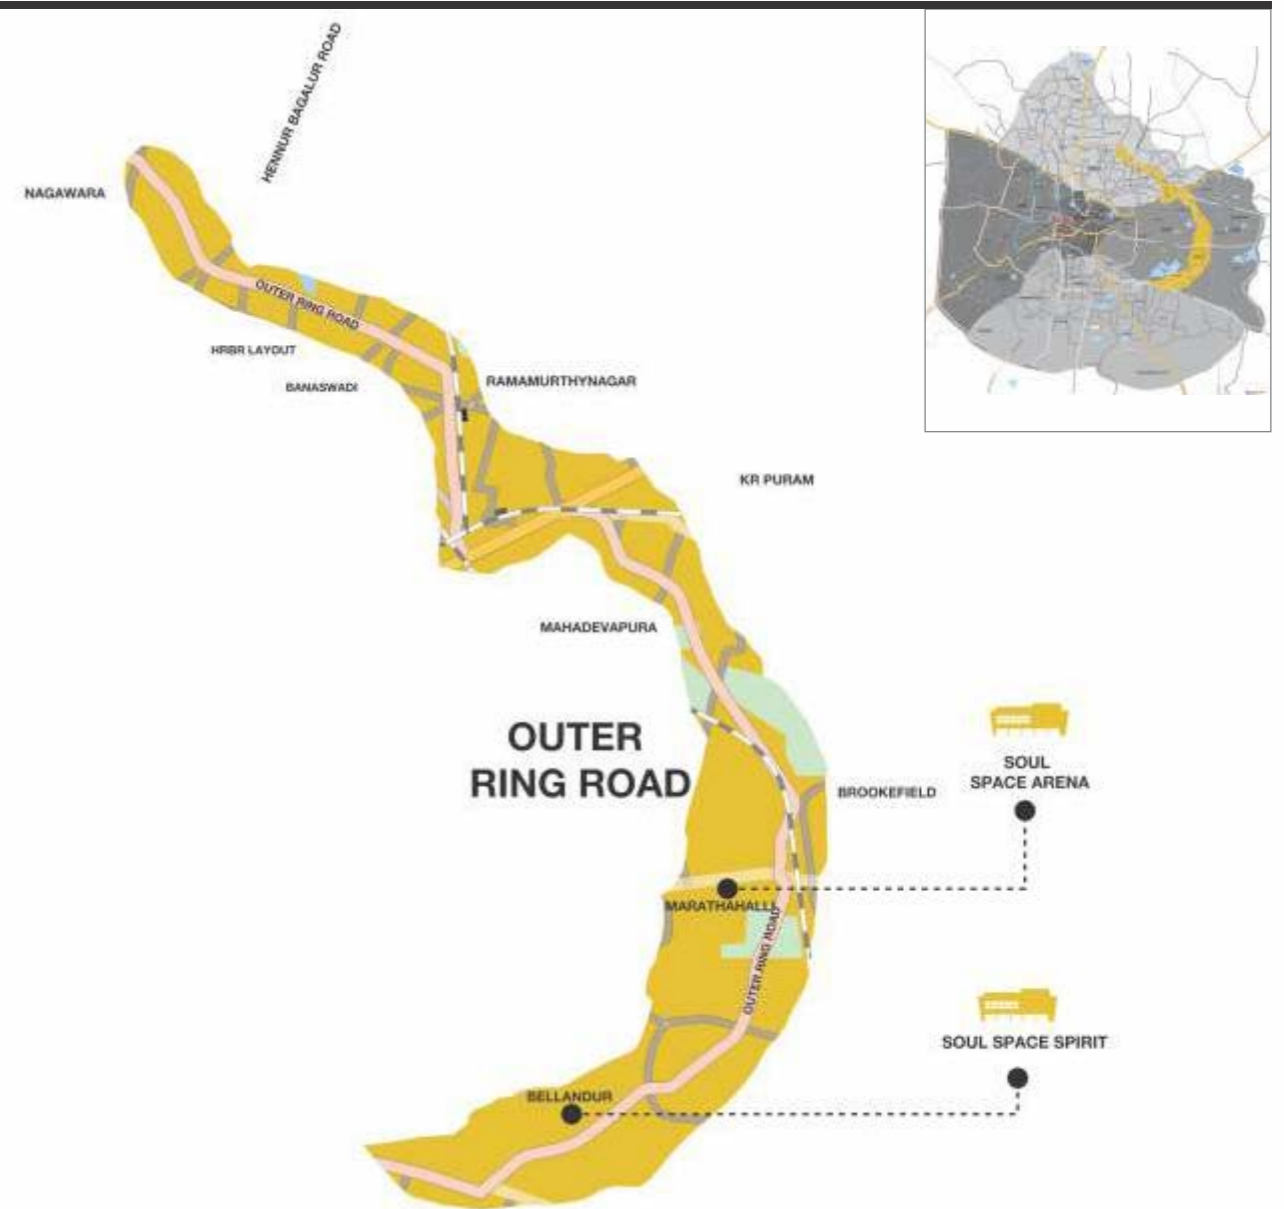 HENNUR BAGALUR ROAD
NAGAWARA
OUTER RING ROAD
HRBR LAYOUT
BANASWADI
RAMAMURTHYNAGAR
KR PURAM
MAHADEVAPURA
OUTER
RING ROAD
SOUL
SPACE ARENA
BROOKEFIELD
MARATHAHALLI
OUTER RING ROAD
SOUL SPACE SPIRIT
BELLANDUR